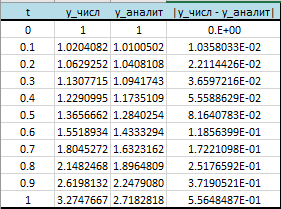 t y_числ y_аналит |y_числ - y_аналит|
0 1 1 0.E+00
0.1 1.0204082 1.0100502 1.0358033E-02
0.2 1.0629252 1.0408108 2.2114426E-02
0.3 1.1307715 1.0941743 3.6597216E-02
0.4 1.2290995 1.1735109 5.5588629E-02
0.5 1.3656662 1.2840254 8.1640783E-02
0.6 1.5518934 1.4333294 1.1856399E-01
0.7 1.8045272 1.6323162 1.7221098E-01
0.8 2.1482468 1.8964809 2.5176592E-01
0.9 2.6198132 2.2479080 3.7190521E-01
1 3.2747667 2.7182818 5.5648487E-01